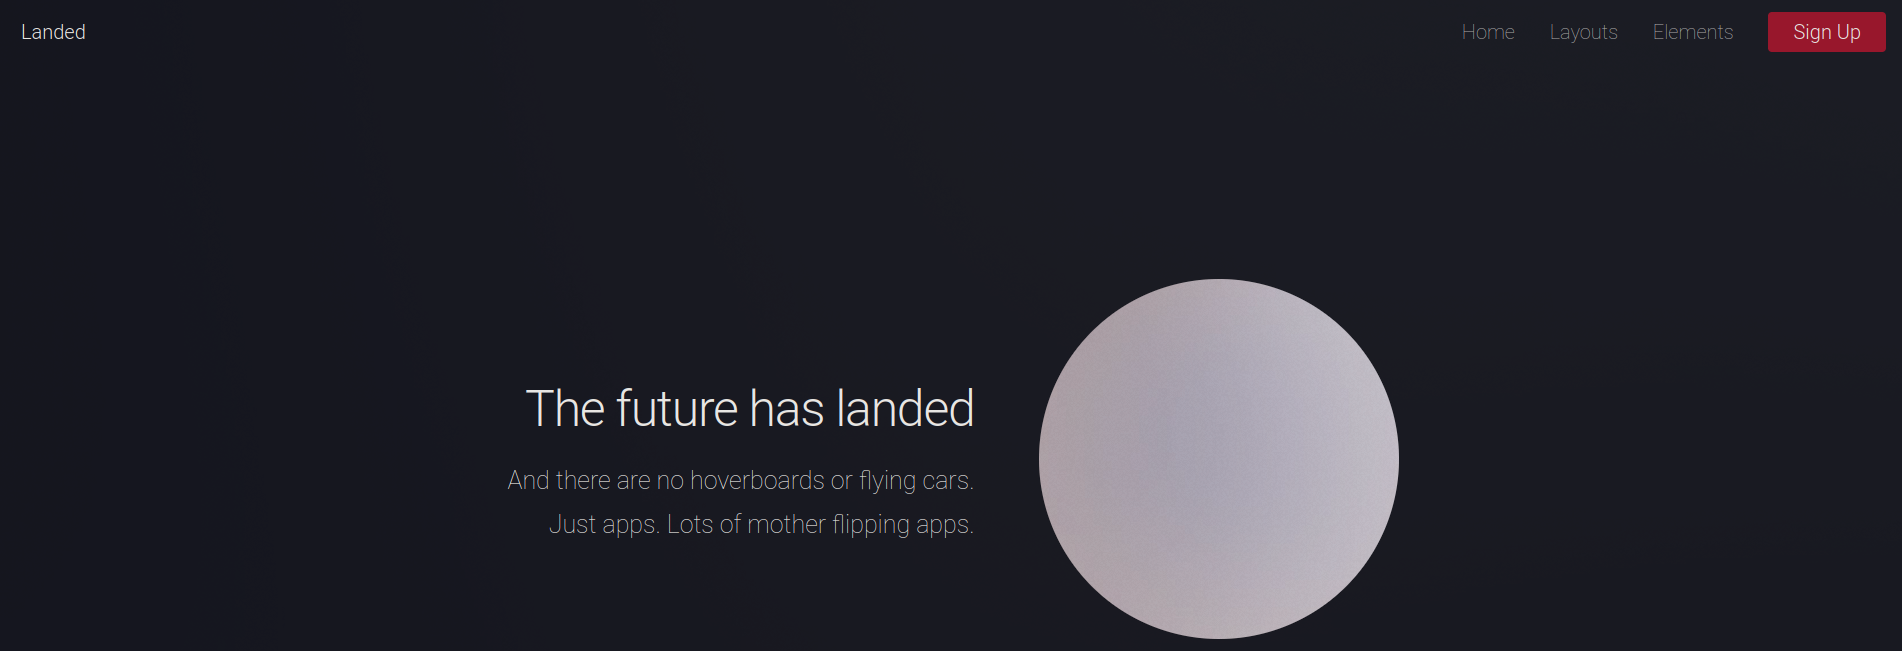 Landed
Home Layouts Elements Sign Up
The future has landed
And there are no hoverboards or flying cars.
Just apps. Lots of mother flipping apps.